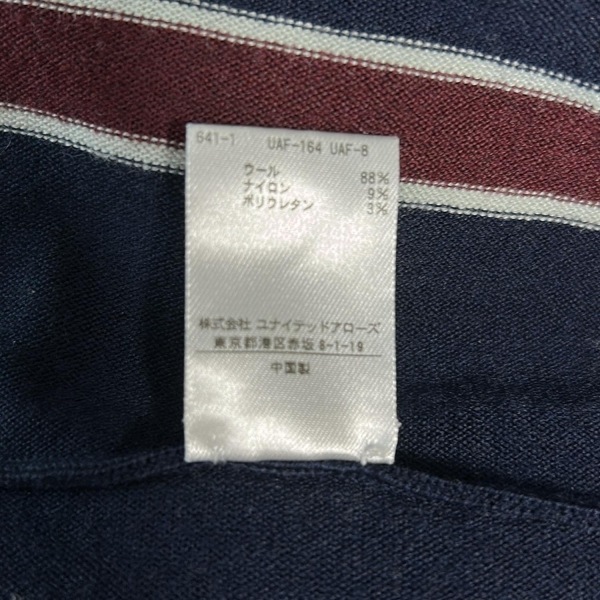 641-1 UAF-164 UAF-8
ウール 88%
ナイロン 9%
ポリウレタン 3%
株式会社 ユナイテッドアローズ
東京都港区赤坂 8-1-19
中国製